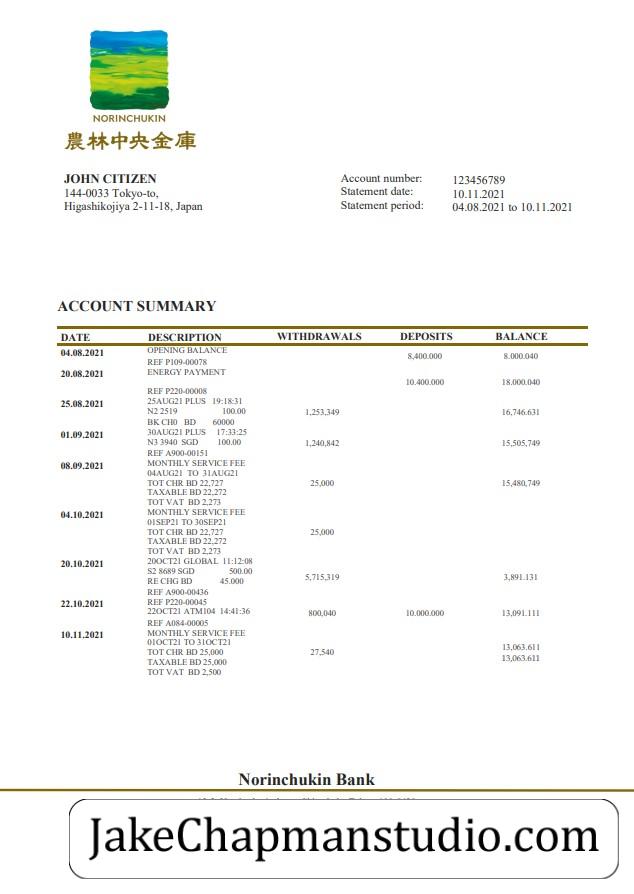 NORINCHUKIN
農林中央金庫
JOHN CITIZEN
144-0033 Tokyo-to,
Higashikojiya 2-11-18, Japan
Account number: 123456789
Statement date: 10.11.2021
Statement period: 04.08.2021 to 10.11.2021
ACCOUNT SUMMARY
DATE DESCRIPTION WITHDRAWALS DEPOSITS BALANCE
04.08.2021 OPENING BALANCE 8,400.000 8.000.040
REF P109-00078
20.08.2021 ENERGY PAYMENT
10.400.000 18.000.040
REF P220-00008
25.08.2021 25AUG21 PLUS 19:18:31
N2 2519 100.00 1,253,349 16,746.631
BK CH0 BD 60000
01.09.2021 30AUG21 PLUS 17:33:25
N3 3940 SGD 100.00 1,240,842 15,505,749
REF A900-00151
08.09.2021 MONTHLY SERVICE FEE
04AUG21 TO 31AUG21
TOT CHR BD 22,727 25,000 15,480,749
TAXABLE BD 22,272
TOT VAT BD 2,273
04.10.2021 MONTHLY SERVICE FEE
01SEP21 TO 30SEP21
TOT CHR BD 22,727 25,000
TAXABLE BD 22,272
TOT VAT BD 2,273
20.10.2021 20OCT21 GLOBAL 11:12:08
S2 8689 SGD 500.00
RE CHG BD 45.000 5,715,319 3,891.131
REF A900-00436
22.10.2021 REF P220-00045
22OCT21 ATM104 14:41:36 800,040 10.000.000 13,091.111
REF A084-00005
10.11.2021 MONTHLY SERVICE FEE
01OCT21 TO 31OCT21 13,063.611
TOT CHR BD 25,000 27,540
TAXABLE BD 25,000 13,063.611
TOT VAT BD 2,500
Norinchukin Bank
JakeChapmanstudio.com